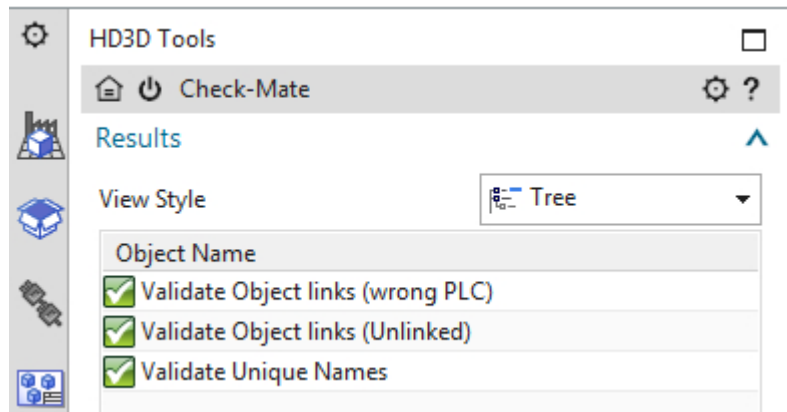 HD3D Tools
Check-Mate
?
Results
View Style
Tree
Object Name
Validate Object links (wrong PLC)
Validate Object links (Unlinked)
Validate Unique Names